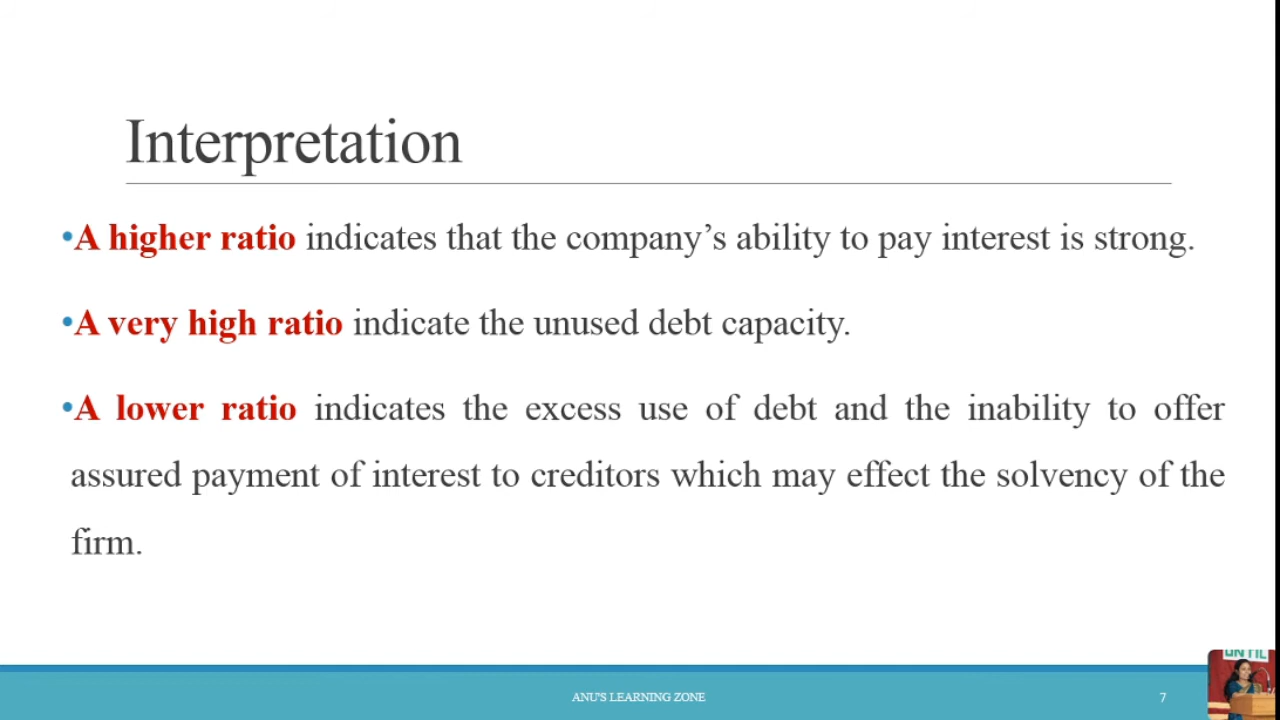 Interpretation
•A higher ratio indicates that the company’s ability to pay interest is strong.
•A very high ratio indicate the unused debt capacity.
•A lower ratio indicates the excess use of debt and the inability to offer
assured payment of interest to creditors which may effect the solvency of the
firm.
ANU'S LEARNING ZONE
7